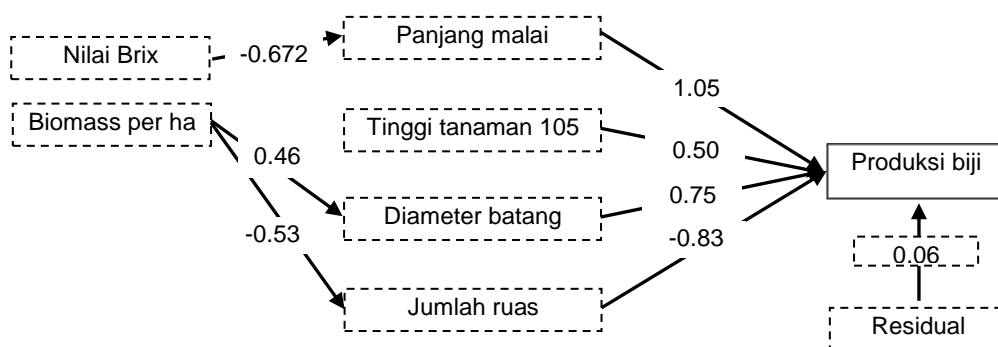 Nilai Brix
-0.672
Panjang malai
1.05
Biomass per ha
Tinggi tanaman 105
0.46
0.50
Produksi biji
Diameter batang
0.75
-0.53
-0.83
0.06
Jumlah ruas
Residual